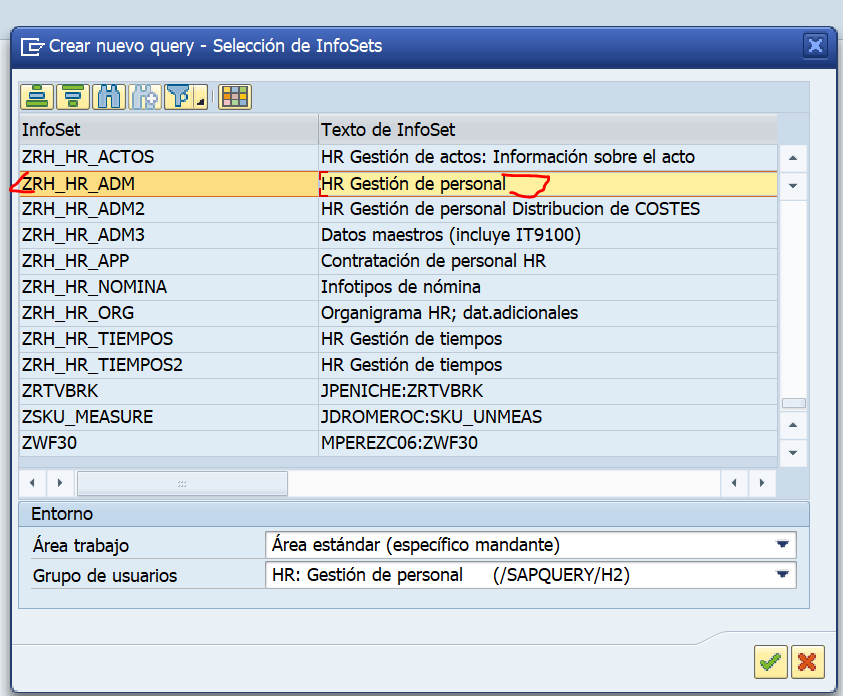 Crear nuevo query - Selección de InfoSets
InfoSet Texto de InfoSet
ZRH_HR_ACTOS HR Gestión de actos: Información sobre el acto
ZRH_HR_ADM HR Gestión de personal
ZRH_HR_ADM2 HR Gestión de personal Distribucion de COSTES
ZRH_HR_ADM3 Datos maestros (incluye IT9100)
ZRH_HR_APP Contratación de personal HR
ZRH_HR_NOMINA Infotipos de nómina
ZRH_HR_ORG Organigrama HR; dat.adicionales
ZRH_HR_TIEMPOS HR Gestión de tiempos
ZRH_HR_TIEMPOS2 HR Gestión de tiempos
ZRTVBRK JPENICHE:ZRTVBRK
ZSKU_MEASURE JDROMEROC:SKU_UNMEAS
ZWF30 MPEREZC06:ZWF30
Entorno
Área trabajo Área estándar (específico mandante)
Grupo de usuarios HR: Gestión de personal (/SAPQUERY/H2)